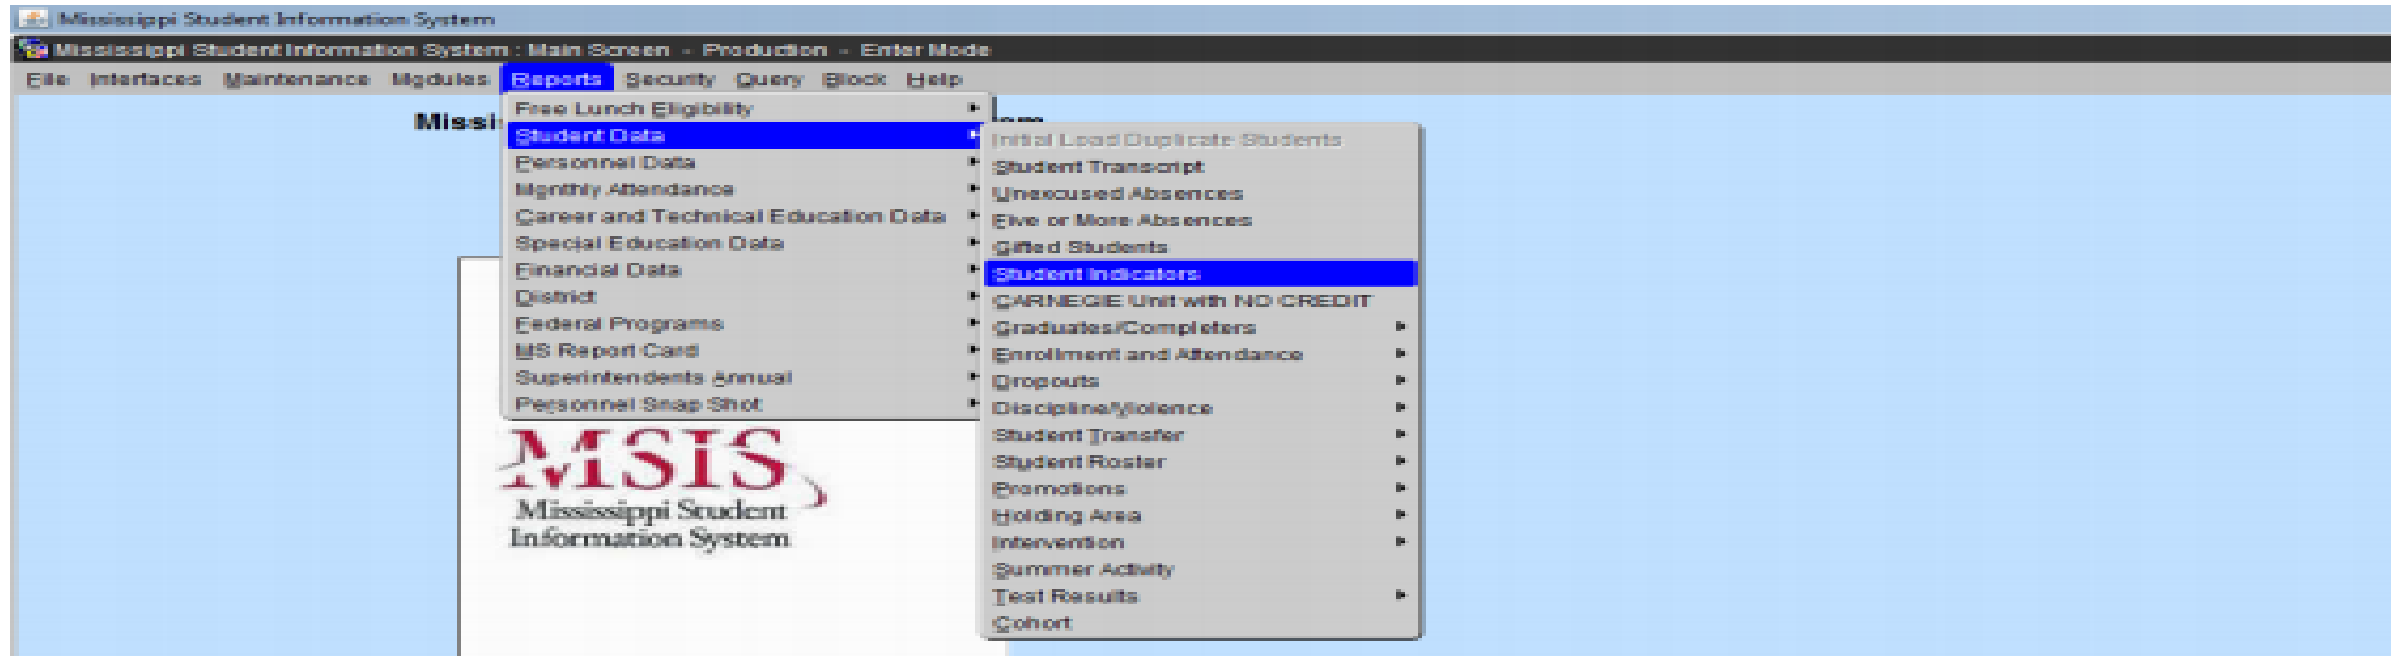 Mississippi Student Information System
Mississippi Student Information System : Main Screen - Production - Enter Mode
File Interfaces Maintenance Modules Reports Security Query Block Help
Missi
Free Lunch Eligibility
Student Data
Personnel Data
Monthly Attendance
Career and Technical Education Data
Special Education Data
Financial Data
District
Federal Programs
MS Report Card
Superintendents Annual
Personnel Snap Shot
Initial Load Duplicate Students
Student Transcript
Unexcused Absences
Five or More Absences
Gifted Students
Student Indicators
CARNEGIE Unit with NO CREDIT
Graduates/Completers
Enrollment and Attendance
Dropouts
Discipline/Violence
Student Transfer
Student Roster
Promotions
Holding Area
Intervention
Summer Activity
Test Results
Cohort
MSIS
Mississippi Student
Information System